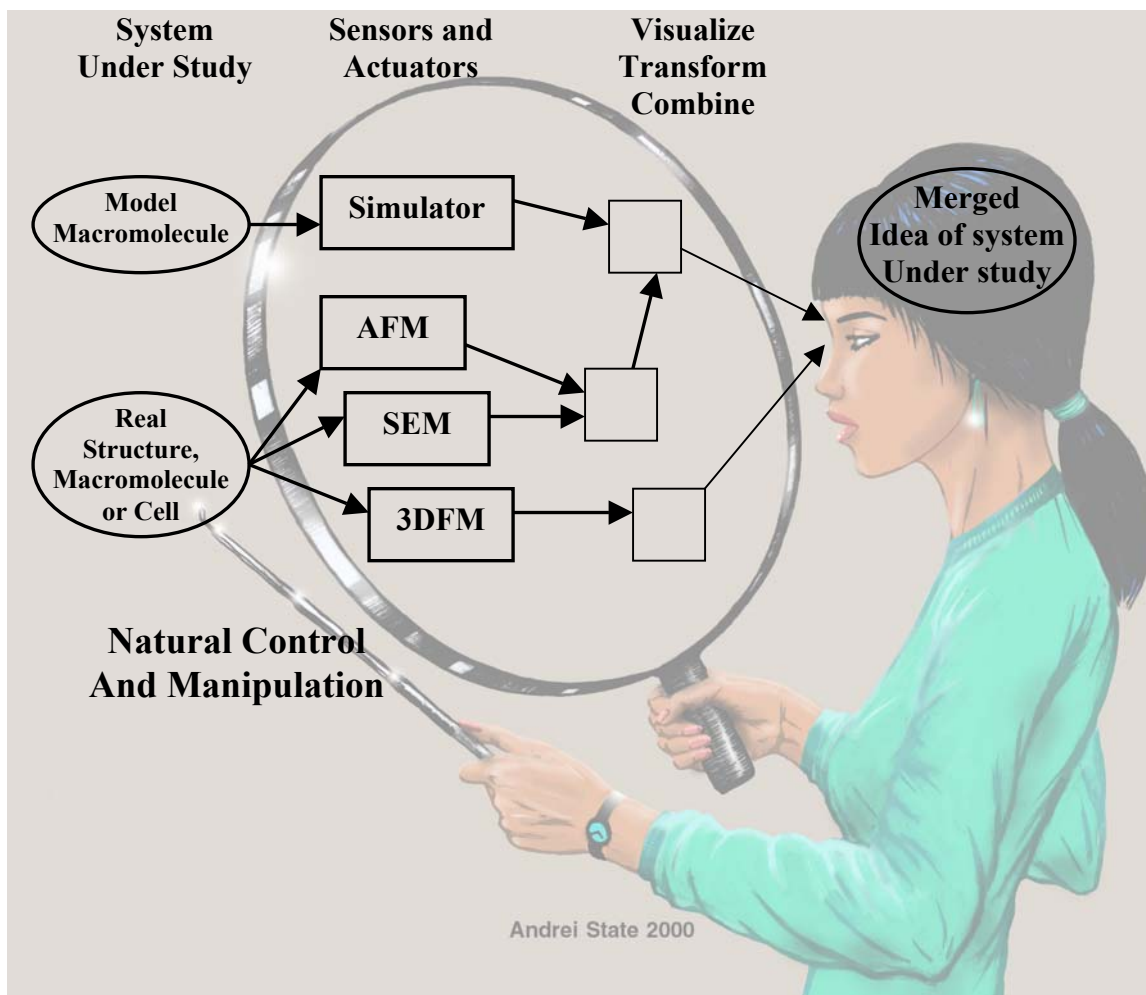 System
Under Study
Sensors and
Actuators
Visualize
Transform
Combine
Model
Macromolecule
Simulator
Merged
Idea of system
Under study
AFM
SEM
3DFM
Real
Structure,
Macromolecule
or Cell
Natural Control
And Manipulation
Andrei State 2000